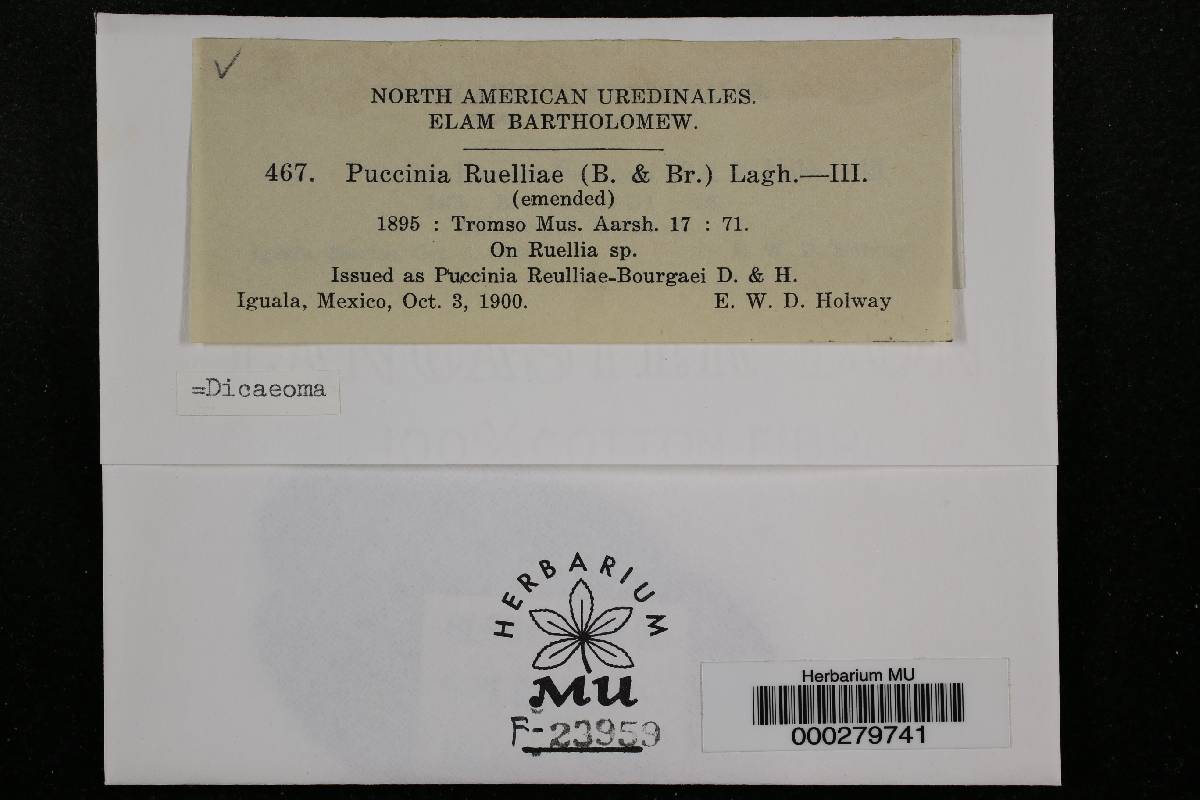 NORTH AMERICAN UREDINALES.
ELAM BARTHOLOMEW.
467. Puccinia Ruelliae (B. & Br.) Lagh.—III.
(emended)
1895 : Tromso Mus. Aarsh. 17 : 71.
On Ruellia sp.
Issued as Puccinia Reulliae-Bourgaei D. & H.
Iguala, Mexico, Oct. 3, 1900. E. W. D. Holway
=Dicaeoma
HERBARIUM
MU
F-23959
Herbarium MU
000279741